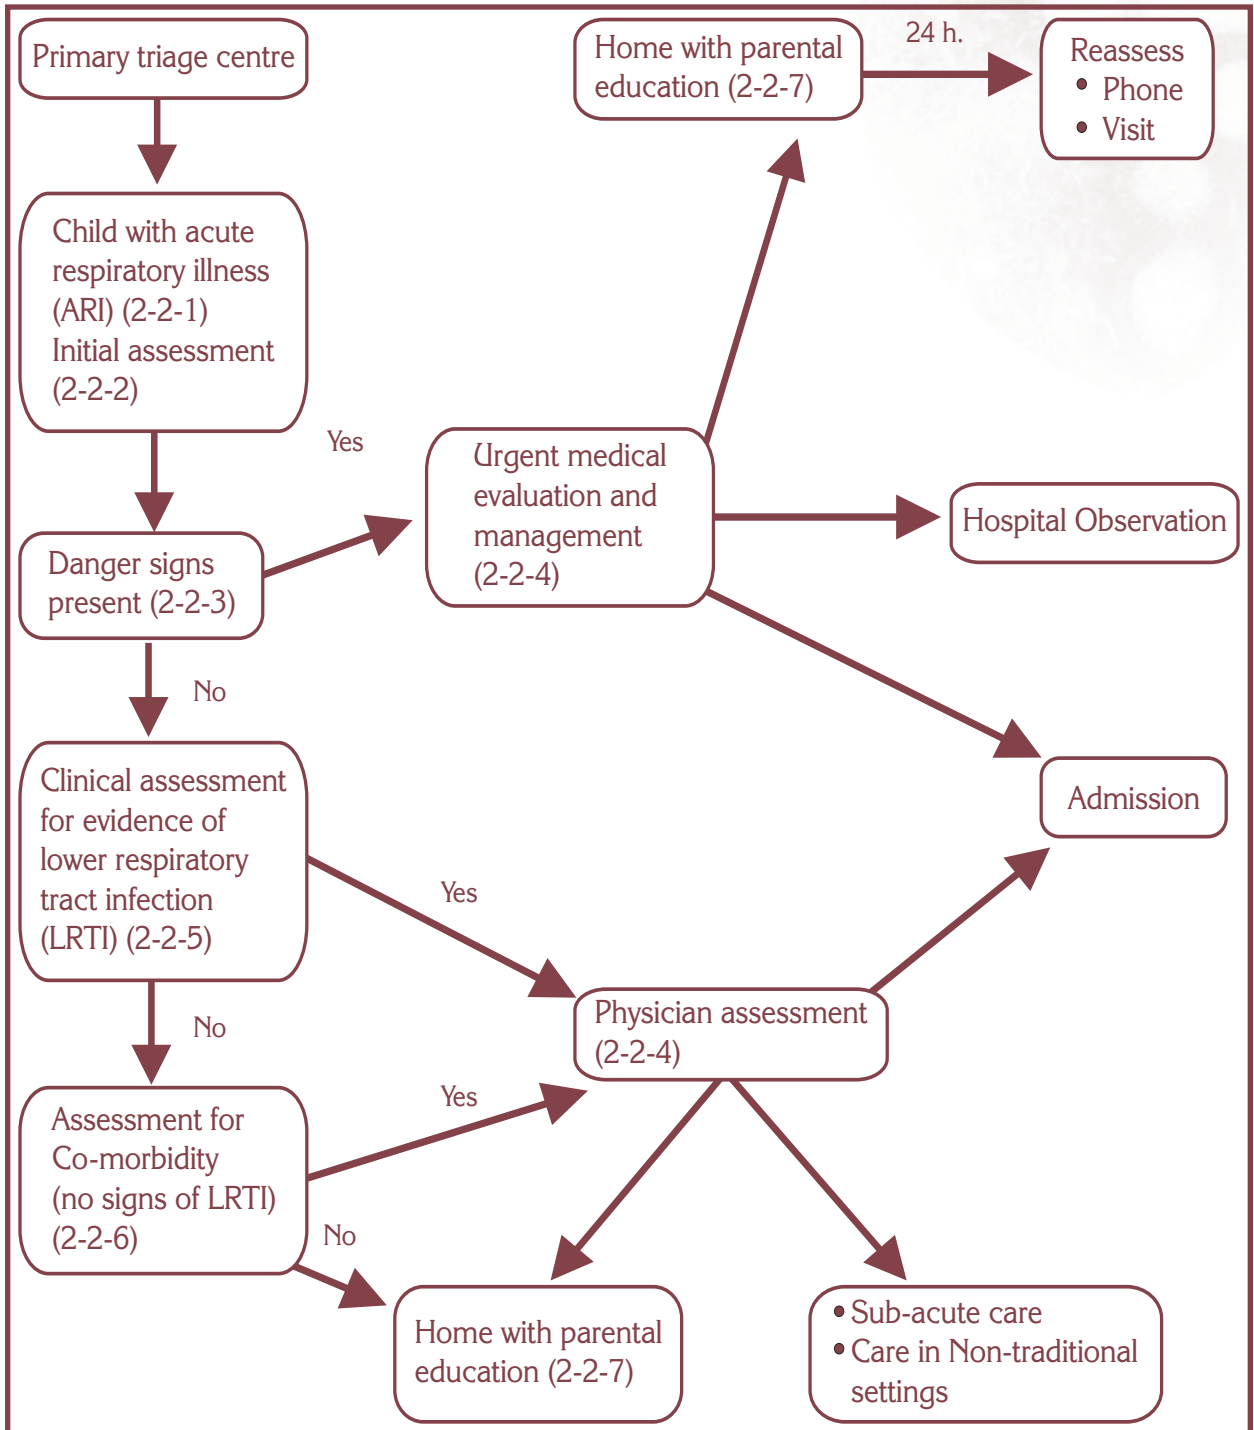 Primary triage centre
Home with parental
education (2-2-7)
24 h.
Reassess
• Phone
• Visit
Child with acute
respiratory illness
(ARI) (2-2-1)
Initial assessment
(2-2-2)
Yes
Urgent medical
evaluation and
management
(2-2-4)
Hospital Observation
Danger signs
present (2-2-3)
No
Clinical assessment
for evidence of
lower respiratory
tract infection
(LRTI) (2-2-5)
Yes
Admission
No
Physician assessment
(2-2-4)
Assessment for
Co-morbidity
(no signs of LRTI)
(2-2-6)
Yes
No
Home with parental
education (2-2-7)
• Sub-acute care
• Care in Non-traditional
settings